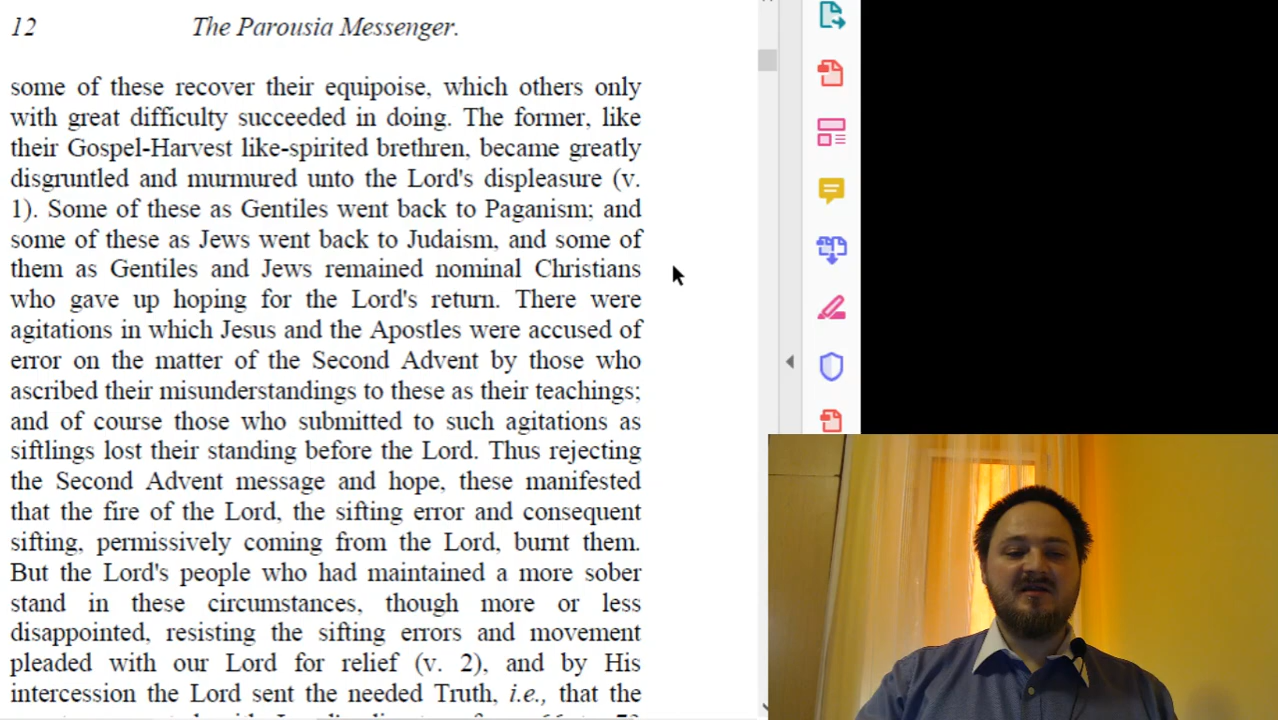 12 The Parousia Messenger.
some of these recover their equipoise, which others only
with great difficulty succeeded in doing. The former, like
their Gospel-Harvest like-spirited brethren, became greatly
disgruntled and murmured unto the Lord's displeasure (v.
1). Some of these as Gentiles went back to Paganism; and
some of these as Jews went back to Judaism, and some of
them as Gentiles and Jews remained nominal Christians
who gave up hoping for the Lord's return. There were
agitations in which Jesus and the Apostles were accused of
error on the matter of the Second Advent by those who
ascribed their misunderstandings to these as their teachings;
and of course those who submitted to such agitations as
siftlings lost their standing before the Lord. Thus rejecting
the Second Advent message and hope, these manifested
that the fire of the Lord, the sifting error and consequent
sifting, permissively coming from the Lord, burnt them.
But the Lord's people who had maintained a more sober
stand in these circumstances, though more or less
disappointed, resisting the sifting errors and movement
pleaded with our Lord for relief (v. 2), and by His
intercession the Lord sent the needed Truth, i.e., that the